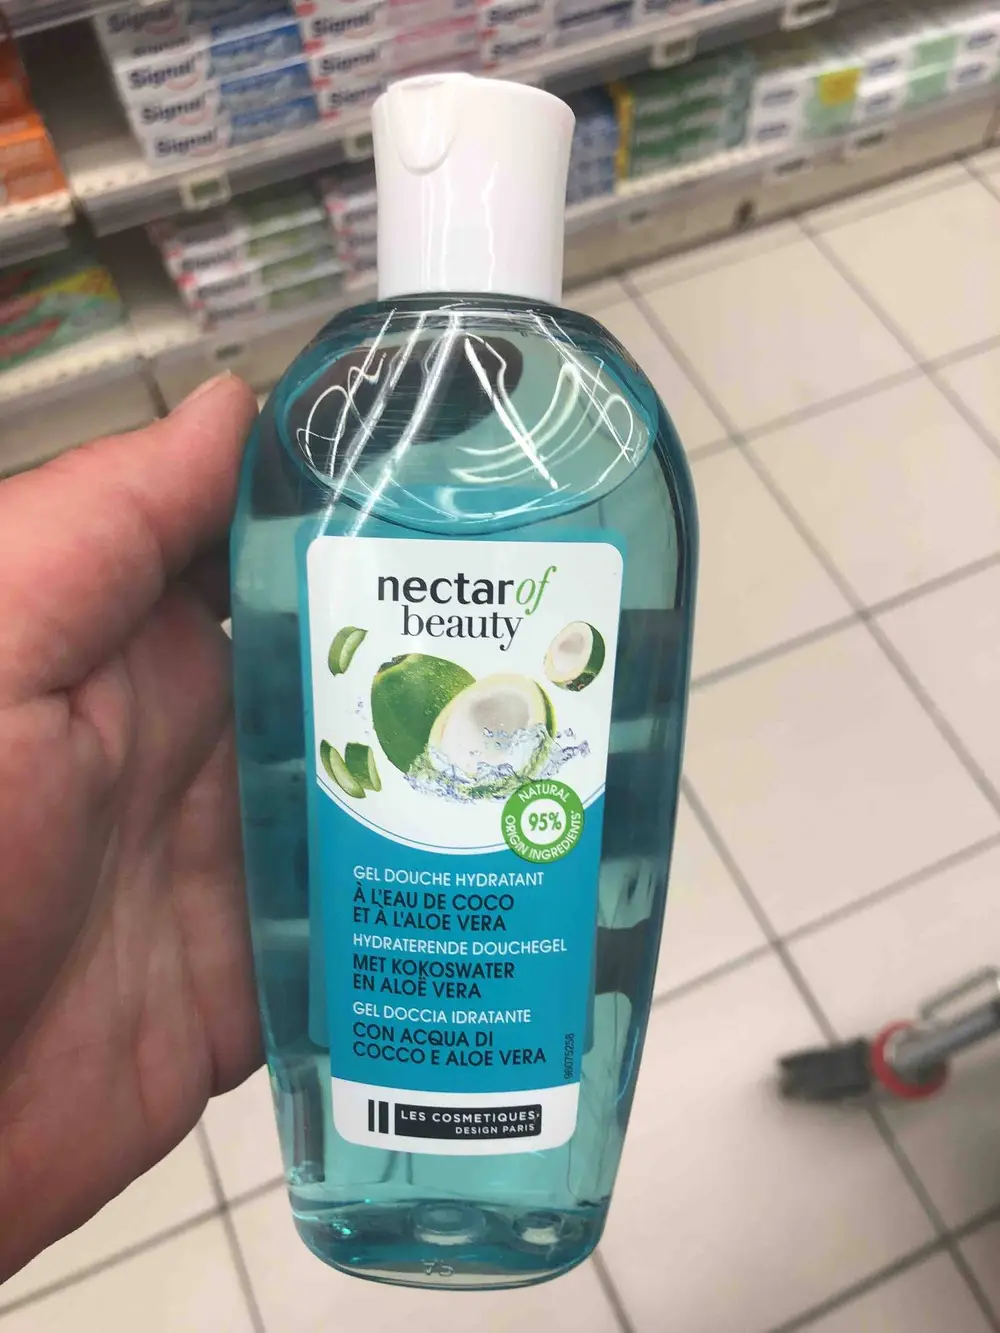 Signal
Signal
Signal
Signal
Signal
nectar of
beauty
NATURAL
95%
ORIGIN INGREDIENTS*
GEL DOUCHE HYDRATANT
À L'EAU DE COCO
ET À L'ALOE VERA
HYDRATERENDE DOUCHEGEL
MET KOKOSWATER
EN ALOË VERA
GEL DOCCIA IDRATANTE
CON ACQUA DI
COCCO E ALOE VERA
96075258
LES COSMETIQUES
DESIGN PARIS